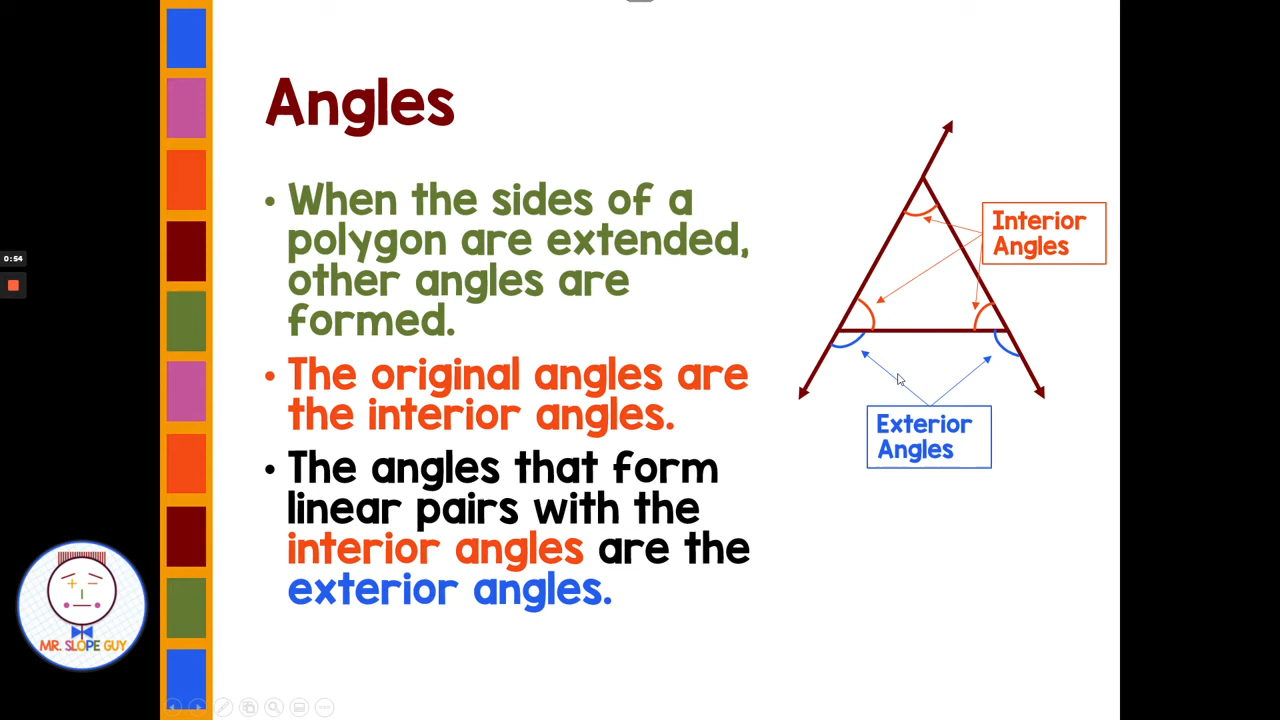 Angles
• When the sides of a
polygon are extended,
other angles are
formed.
• The original angles are
the interior angles.
• The angles that form
linear pairs with the
interior angles are the
exterior angles.
Interior
Angles
Exterior
Angles
0:54
MR. SLOPE GUY